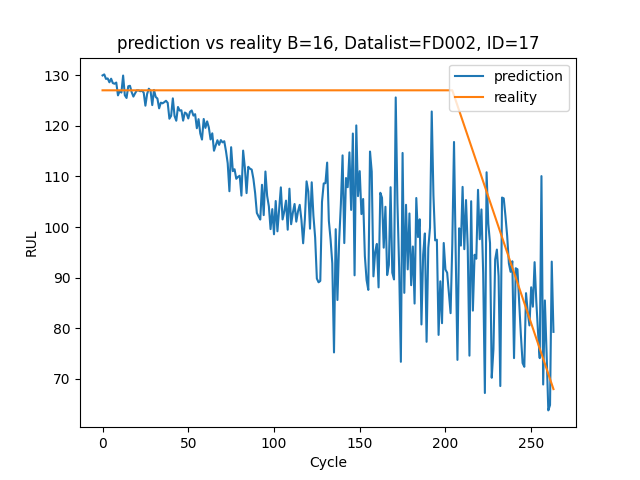 prediction vs reality B=16, Datalist=FD002, ID=17
prediction
reality
RUL
130
120
110
100
90
80
70
0
50
100
150
200
250
Cycle